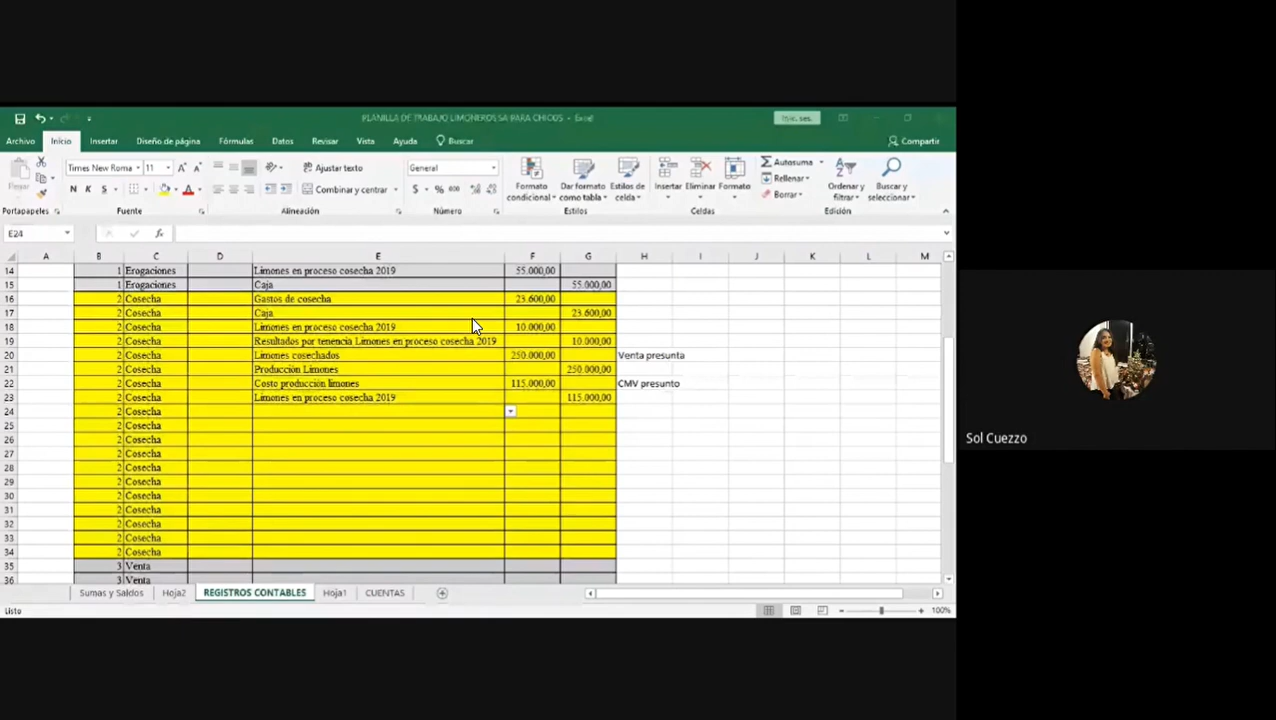 PLANILLA DE TRABAJO LIMONEROS SA PARA CHICOS - Excel
Inic. ses.
Archivo Inicio Insertar Diseño de página Fórmulas Datos Revisar Vista Ayuda Buscar Compartir
Pegar
Times New Roma 11
N K S
Ajustar texto
Combinar y centrar
General
$ % 000
Formato condicional
Dar formato como tabla
Estilos de celda
Insertar Eliminar Formato
Autosuma
Rellenar
Borrar
Ordenar y filtrar
Buscar y seleccionar
Portapapeles Fuente Alineación Número Estilos Celdas Edición
E24 fx
A B C D E F G H I J K L M
14 1 Erogaciones Limones en proceso cosecha 2019 55.000,00
15 1 Erogaciones Caja 55.000,00
16 2 Cosecha Gastos de cosecha 23.600,00
17 2 Cosecha Caja 23.600,00
18 2 Cosecha Limones en proceso cosecha 2019 10.000,00
19 2 Cosecha Resultados por tenencia Limones en proceso cosecha 2019 10.000,00
20 2 Cosecha Limones cosechados 250.000,00 Venta presunta
21 2 Cosecha Producción Limones 250.000,00
22 2 Cosecha Costo producción limones 115.000,00 CMV presunto
23 2 Cosecha Limones en proceso cosecha 2019 115.000,00
24 2 Cosecha
25 2 Cosecha
26 2 Cosecha
27 2 Cosecha
28 2 Cosecha
29 2 Cosecha
30 2 Cosecha
31 2 Cosecha
32 2 Cosecha
33 2 Cosecha
34 2 Cosecha
35 3 Venta
36 3 Venta
Sumas y Saldos Hoja2 REGISTROS CONTABLES Hoja1 CUENTAS
Listo 100%
Sol Cuezzo